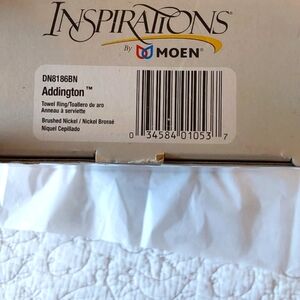 INSPIRATIONS
By MOEN®
DN8186BN
Addington™
Towel Ring/Toallero de aro
Anneau à serviette
Brushed Nickel / Nickel Brossé
Niquel Cepillado
0 34584 01053 7